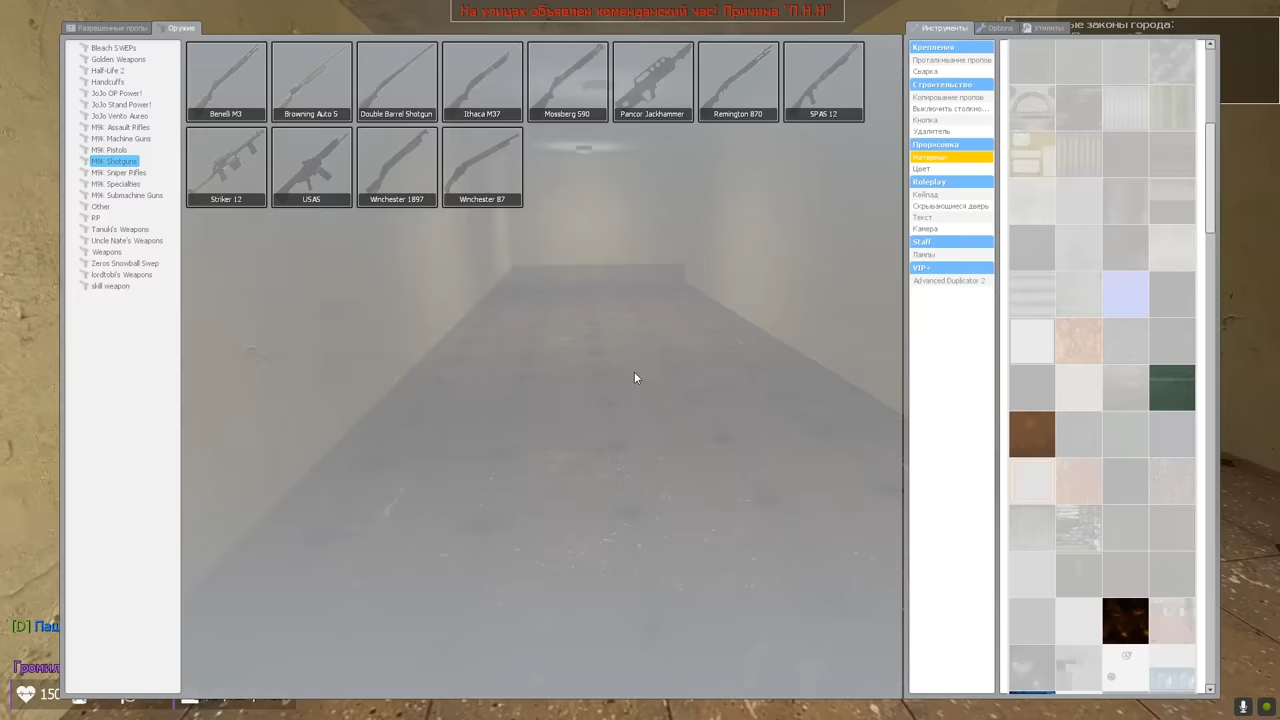 На улицах объявлен коменданский час! Причина "П.Н.Н"
Разрешенные пропы
Оружие
Инструменты
Options
Утилиты
законы города:
Bleach SWEPs
Golden Weapons
Half-Life 2
Handcuffs
JoJo OP Power!
JoJo Stand Power!
JoJo Vento Aureo
M9K Assault Rifles
M9K Machine Guns
M9K Pistols
M9K Shotguns
M9K Sniper Rifles
M9K Specialties
M9K Submachine Guns
Other
RP
Tanuki's Weapons
Uncle Nate's Weapons
Weapons
Zeros Snowball Swep
lordtobi's Weapons
skill weapon
Benelli M3
Browning Auto 5
Double Barrel Shotgun
Ithaca M37
Mossberg 590
Pancor Jackhammer
Remington 870
SPAS 12
Striker 12
USAS
Winchester 1897
Winchester 87
Крепления
Проталкивание пропов
Сварка
Строительство
Копирование пропов
Выключить столкно...
Кнопка
Удалитель
Прорисовка
Материал
Цвет
Roleplay
Кейпад
Скрывающиеся дверь
Текст
Камера
Staff
Лампы
VIP+
Advanced Duplicator 2
[D] Паш
Громил
150